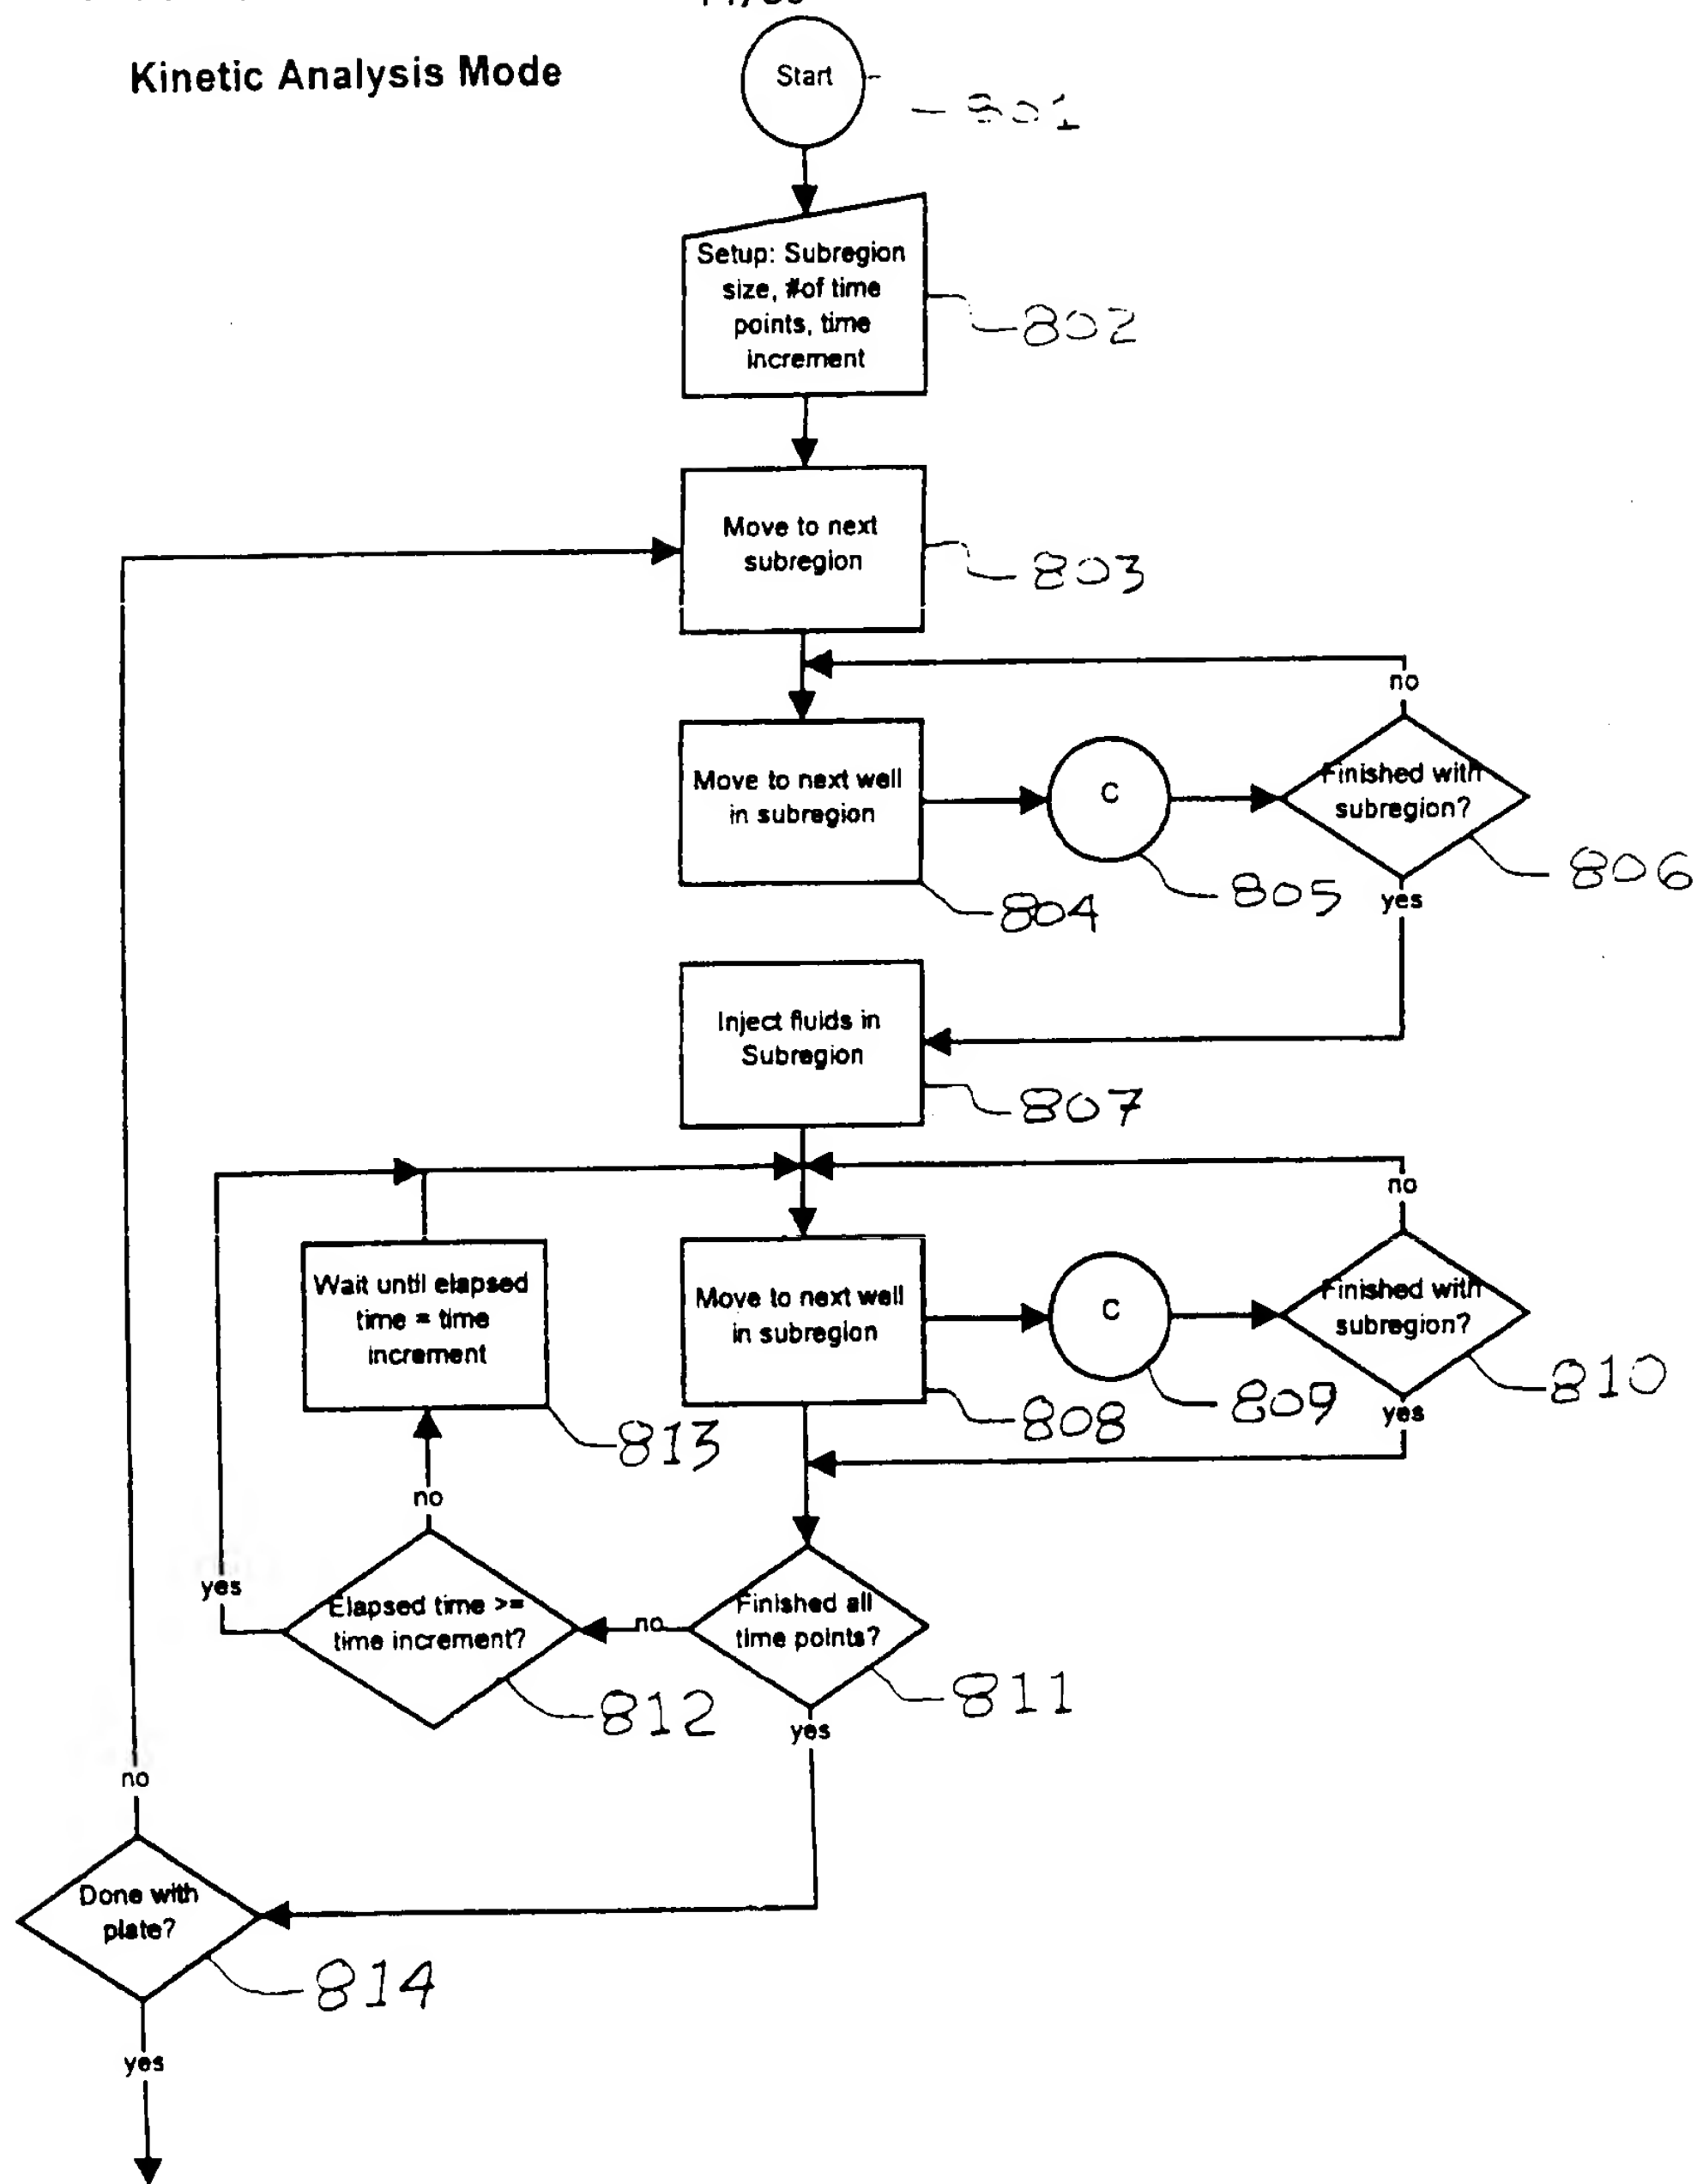 Kinetic Analysis Mode
Start
801
Setup: Subregion
size, #of time
points, time
increment
802
Move to next
subregion
803
no
Move to next well
in subregion
C
Finished with
subregion?
804
805
806
yes
Inject fluids in
Subregion
807
no
Wait until elapsed
time = time
increment
813
Move to next well
in subregion
C
Finished with
subregion?
808
809
810
yes
no
yes
Elapsed time >=
time increment?
812
no
Finished all
time points?
811
yes
no
Done with
plate?
814
yes